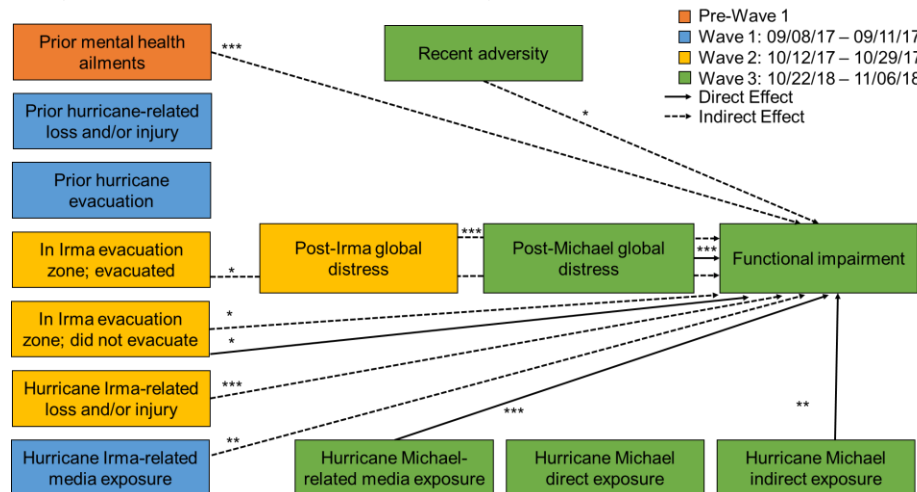 Prior mental health
ailments
***
Recent adversity
*
Pre-Wave 1
Wave 1: 09/08/17 – 09/11/17
Wave 2: 10/12/17 – 10/29/17
Wave 3: 10/22/18 – 11/06/18
Direct Effect
Indirect Effect
Prior hurricane-related
loss and/or injury
Prior hurricane
evacuation
In Irma evacuation
zone; evacuated
*
Post-Irma global
distress
***
Post-Michael global
distress
***
Functional impairment
In Irma evacuation
zone; did not evacuate
*
*
Hurricane Irma-related
loss and/or injury
***
Hurricane Irma-related
media exposure
**
***
**
Hurricane Michael-
related media exposure
Hurricane Michael
direct exposure
Hurricane Michael
indirect exposure